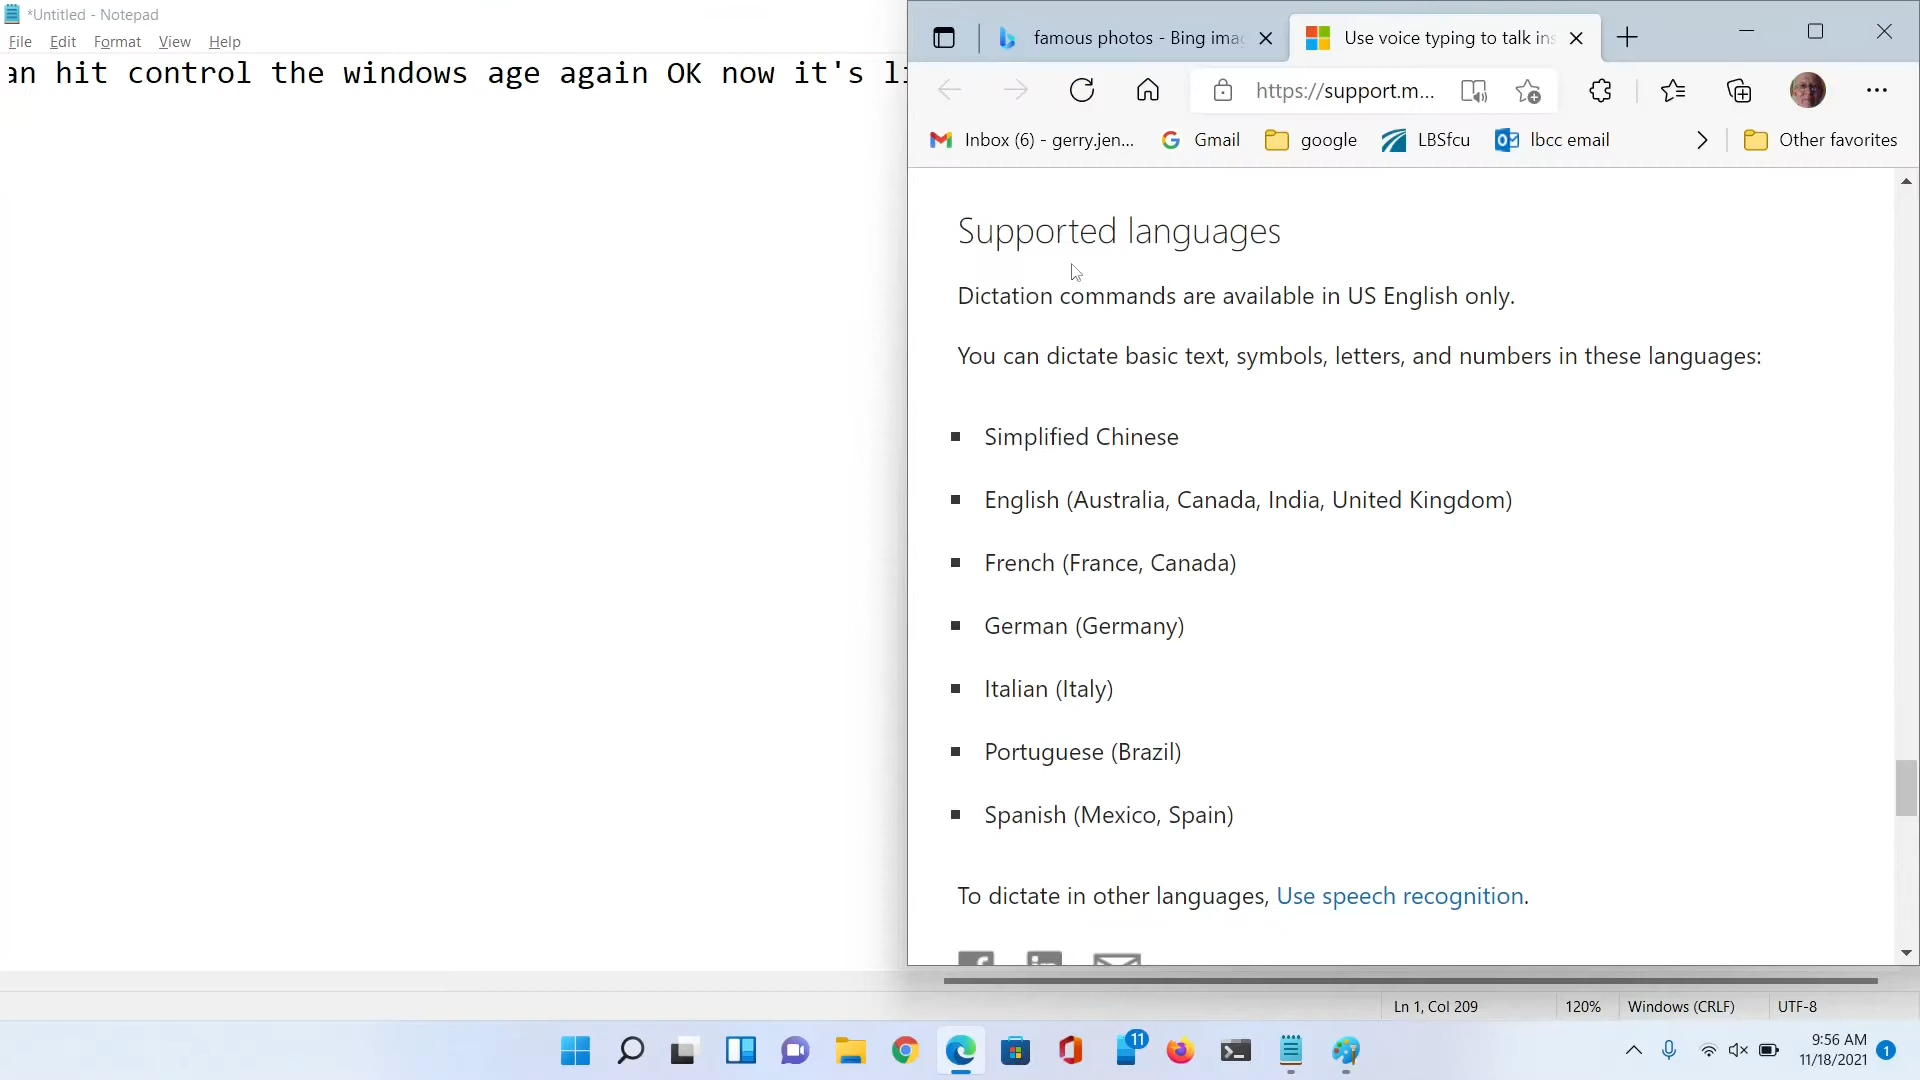 *Untitled - Notepad
File Edit Format View Help
an hit control the windows age again OK now it's li
famous photos - Bing imag
Use voice typing to talk ins
https://support.m...
Inbox (6) - gerry.jen... Gmail google LBSfcu lbcc email Other favorites
Supported languages
Dictation commands are available in US English only.
You can dictate basic text, symbols, letters, and numbers in these languages:
Simplified Chinese
English (Australia, Canada, India, United Kingdom)
French (France, Canada)
German (Germany)
Italian (Italy)
Portuguese (Brazil)
Spanish (Mexico, Spain)
To dictate in other languages, Use speech recognition.
Ln 1, Col 209 120% Windows (CRLF) UTF-8
11
9:56 AM
11/18/2021
1